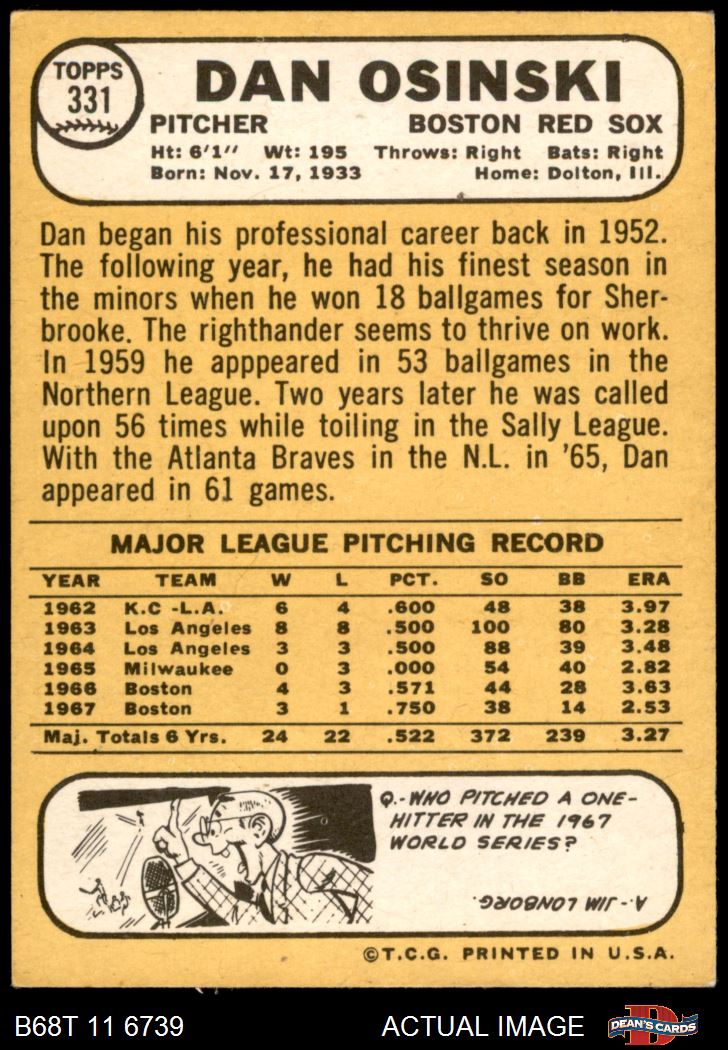 TOPPS
331
DAN OSINSKI
PITCHER BOSTON RED SOX
Ht: 6'1" Wt: 195 Throws: Right Bats: Right
Born: Nov. 17, 1933 Home: Dolton, Ill.
Dan began his professional career back in 1952.
The following year, he had his finest season in
the minors when he won 18 ballgames for Sher-
brooke. The righthander seems to thrive on work.
In 1959 he apppeared in 53 ballgames in the
Northern League. Two years later he was called
upon 56 times while toiling in the Sally League.
With the Atlanta Braves in the N.L. in '65, Dan
appeared in 61 games.
MAJOR LEAGUE PITCHING RECORD
YEAR TEAM W L PCT. SO BB ERA
1962 K.C -L.A. 6 4 .600 48 38 3.97
1963 Los Angeles 8 8 .500 100 80 3.28
1964 Los Angeles 3 3 .500 88 39 3.48
1965 Milwaukee 0 3 .000 54 40 2.82
1966 Boston 4 3 .571 44 28 3.63
1967 Boston 3 1 .750 38 14 2.53
Maj. Totals 6 Yrs. 24 22 .522 372 239 3.27
Q.-WHO PITCHED A ONE-
HITTER IN THE 1967
WORLD SERIES?
A.- JIM LONBORG.
©T.C.G. PRINTED IN U.S.A.
B68T 11 6739 ACTUAL IMAGE
D
DEAN'S CARDS